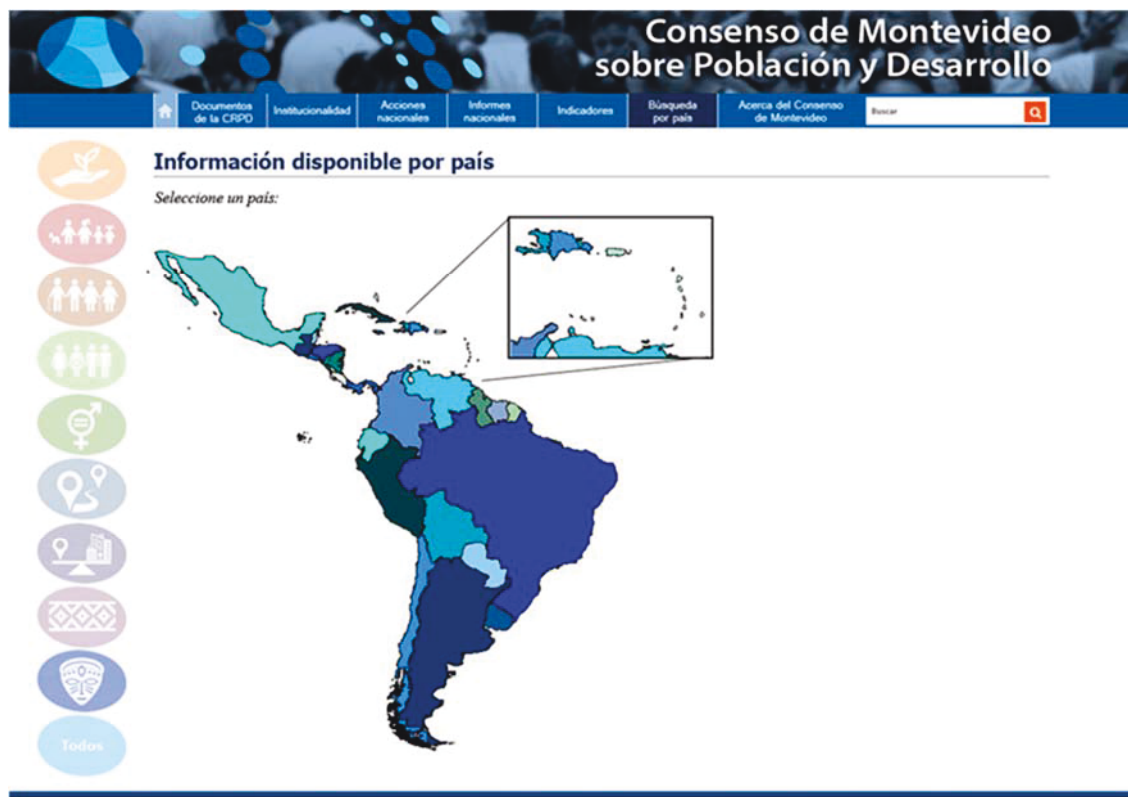 Consenso de Montevideo
sobre Población y Desarrollo
Documentos
de la CRPD
Institucionalidad
Acciones
nacionales
Informes
nacionales
Indicadores
Búsqueda
por país
Acerca del Consenso
de Montevideo
Buscar
Información disponible por país
Seleccione un país:
Todos